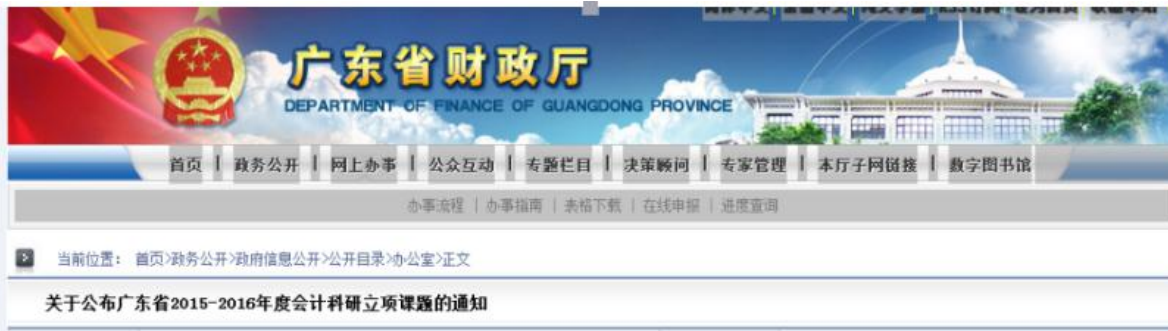 广东省财政厅
DEPARTMENT OF FINANCE OF GUANGDONG PROVINCE
首页 | 政务公开 | 网上办事 | 公众互动 | 专题栏目 | 决策顾问 | 专家管理 | 本厅子网链接 | 数字图书馆
办事流程 | 办事指南 | 表格下载 | 在线申报 | 进度查询
当前位置： 首页>政务公开>政府信息公开>公开目录>办公室>正文
关于公布广东省2015-2016年度会计科研立项课题的通知